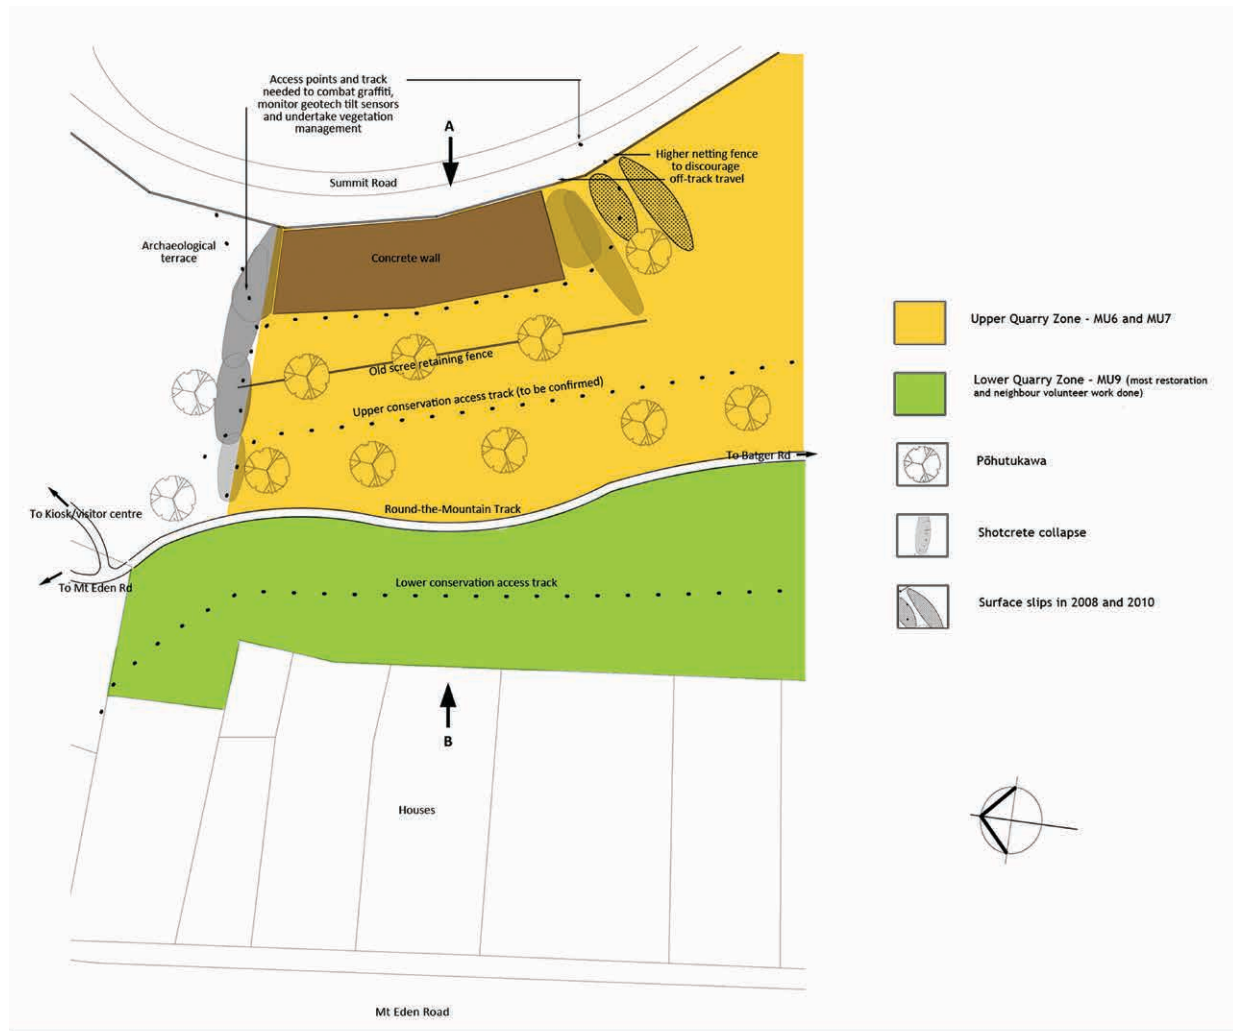 Access points and track
needed to combat graffiti,
monitor geotech tilt sensors
and undertake vegetation
management
A
Higher netting fence
to discourage
off-track travel
Summit Road
Archaeological
terrace
Concrete wall
Old scree retaining fence
Upper conservation access track (to be confirmed)
To Batger Rd
Round-the-Mountain Track
To Kiosk/visitor centre
To Mt Eden Rd
Lower conservation access track
B
Houses
Mt Eden Road
Upper Quarry Zone - MU6 and MU7
Lower Quarry Zone - MU9 (most restoration
and neighbour volunteer work done)
Pōhutukawa
Shotcrete collapse
Surface slips in 2008 and 2010